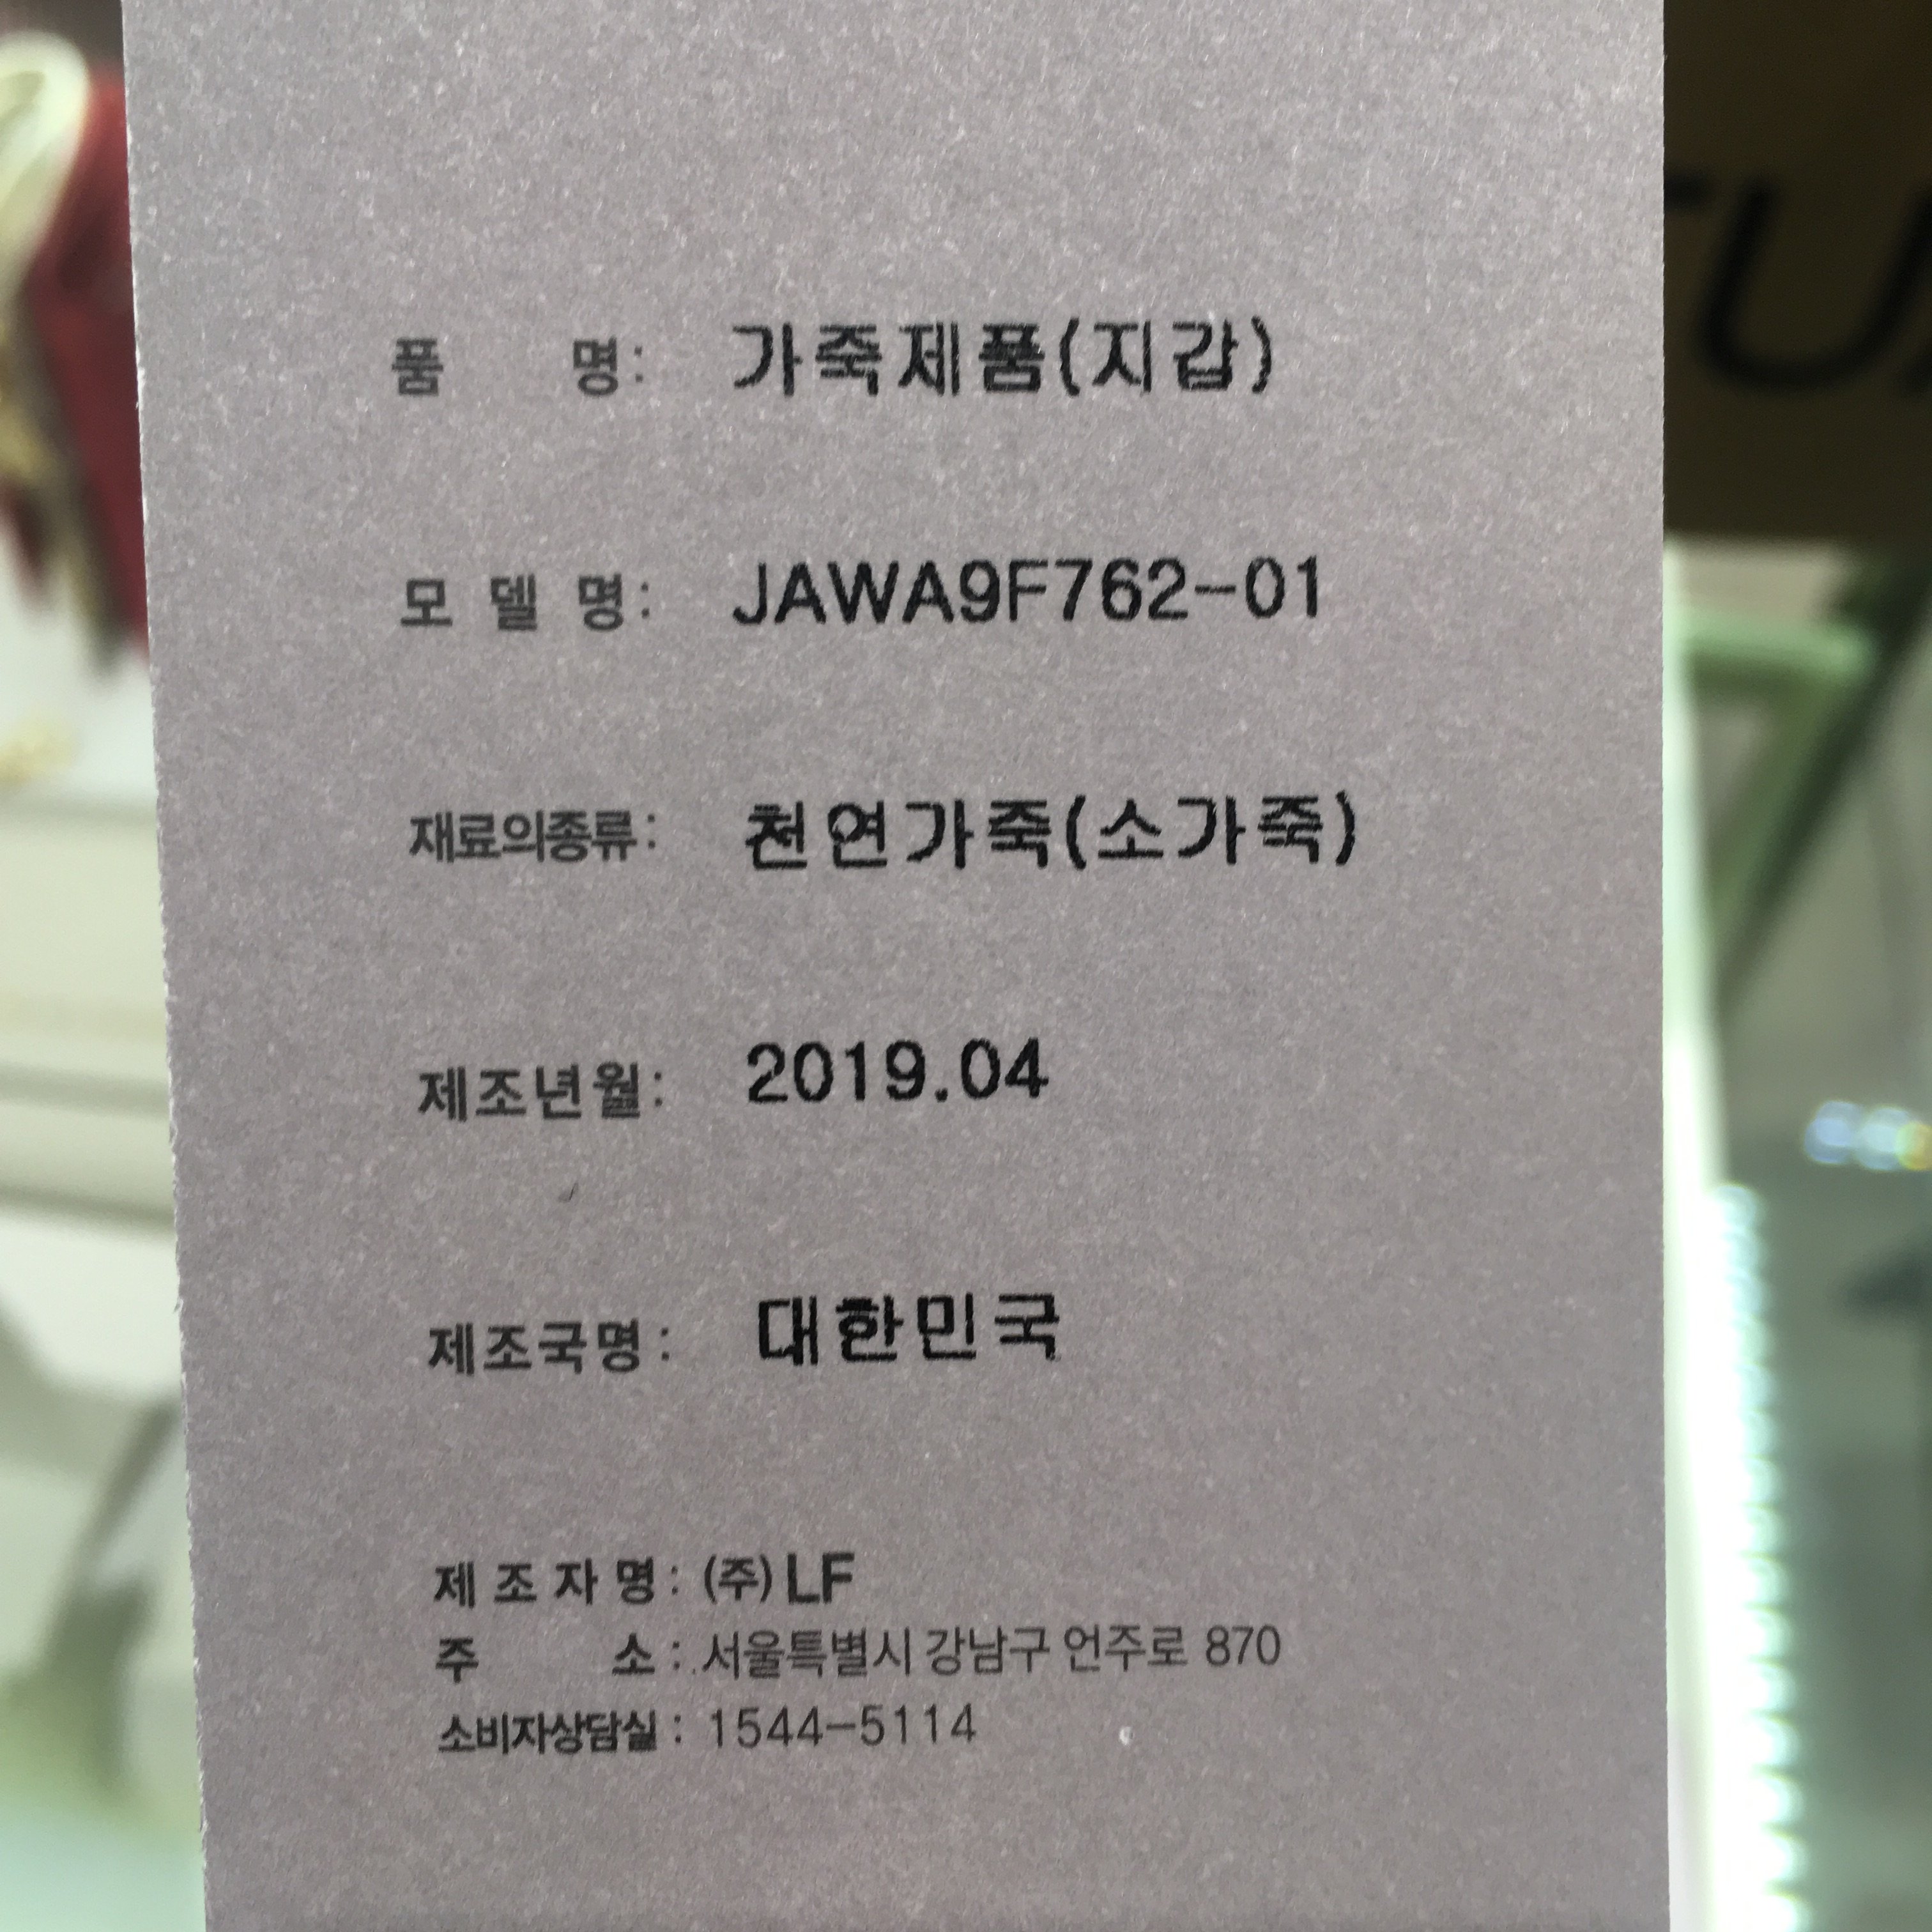 품 명: 가죽제품(지갑)
모 델 명: JAWA9F762-01
재료의종류: 천연가죽(소가죽)
제조년월: 2019.04
제조국명: 대한민국
제 조 자 명: (주)LF
주 소: 서울특별시 강남구 언주로 870
소비자상담실: 1544-5114